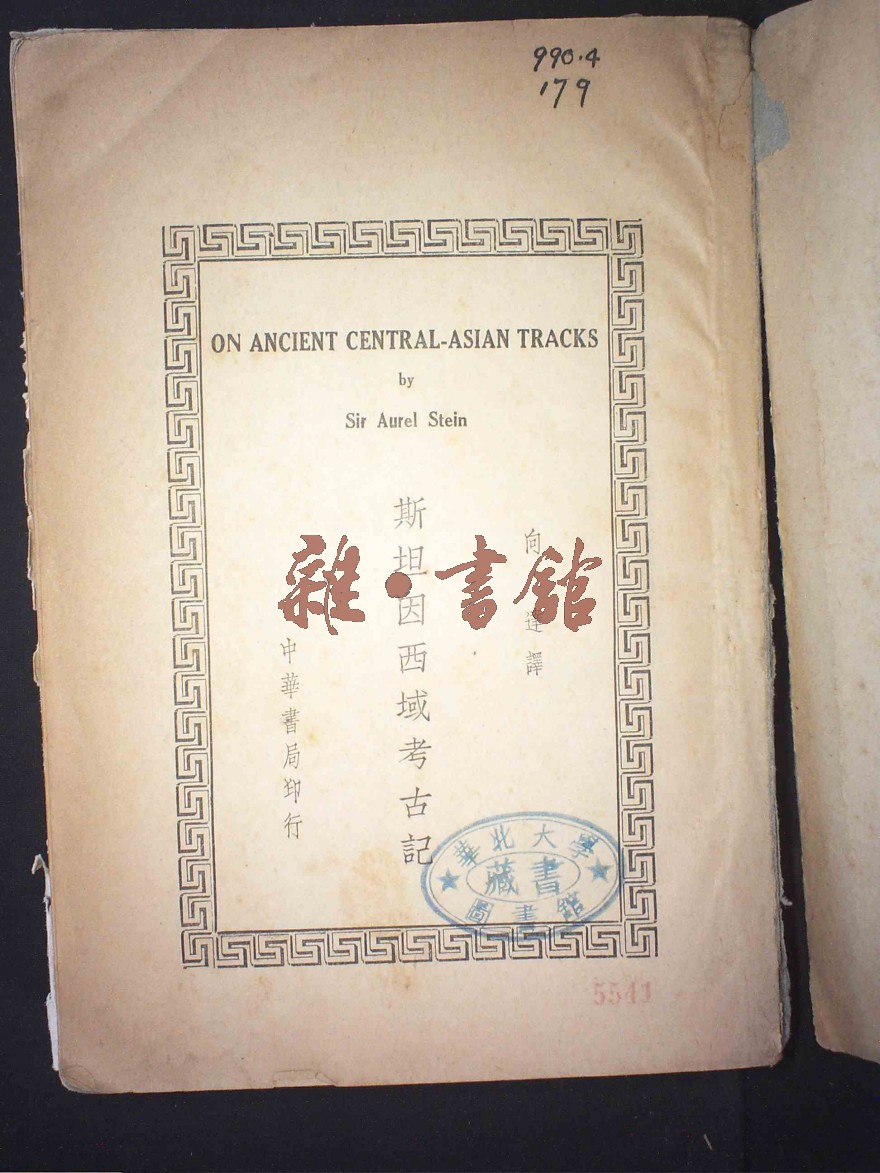 990.4
179
ON ANCIENT CENTRAL-ASIAN TRACKS
by
Sir Aurel Stein
向達譯
斯坦因西域考古記
中華書局印行
雜·書館
華北大學
藏書
圖書館
5541